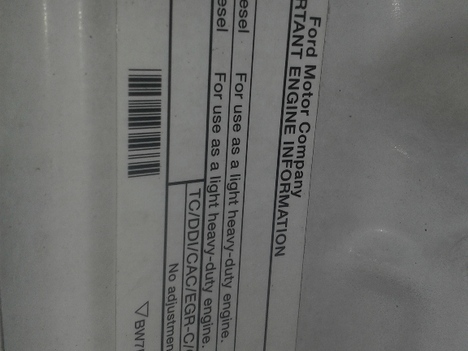 Ford Motor Company
RTANT ENGINE INFORMATION
esel For use as a light heavy-duty engine.
esel For use as a light heavy-duty engine.
TC/DDI/CAC/EGR-C/
No adjustmen
BW7